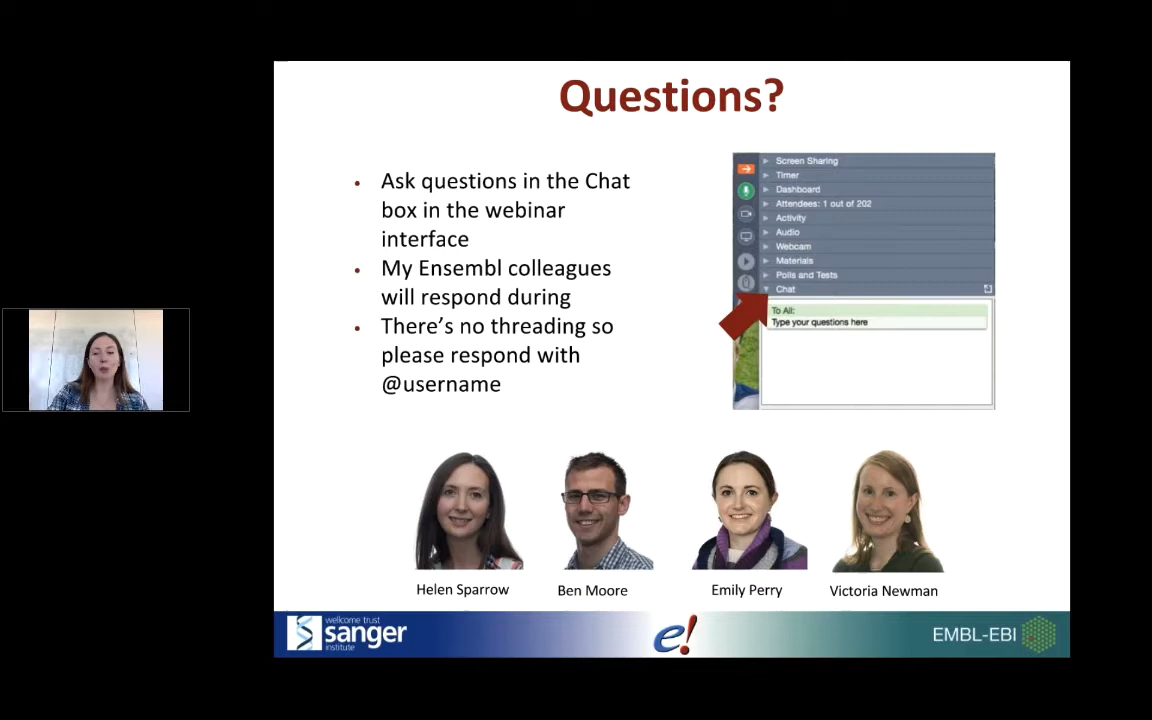 Questions?
• Ask questions in the Chat
box in the webinar
interface
• My Ensembl colleagues
will respond during
• There's no threading so
please respond with
@username
Screen Sharing
Timer
Dashboard
Attendees: 1 out of 202
Activity
Audio
Webcam
Materials
Polls and Tests
Chat
To All:
Type your questions here
Helen Sparrow
Ben Moore
Emily Perry
Victoria Newman
wellcome trust
sanger
institute
e!
EMBL-EBI